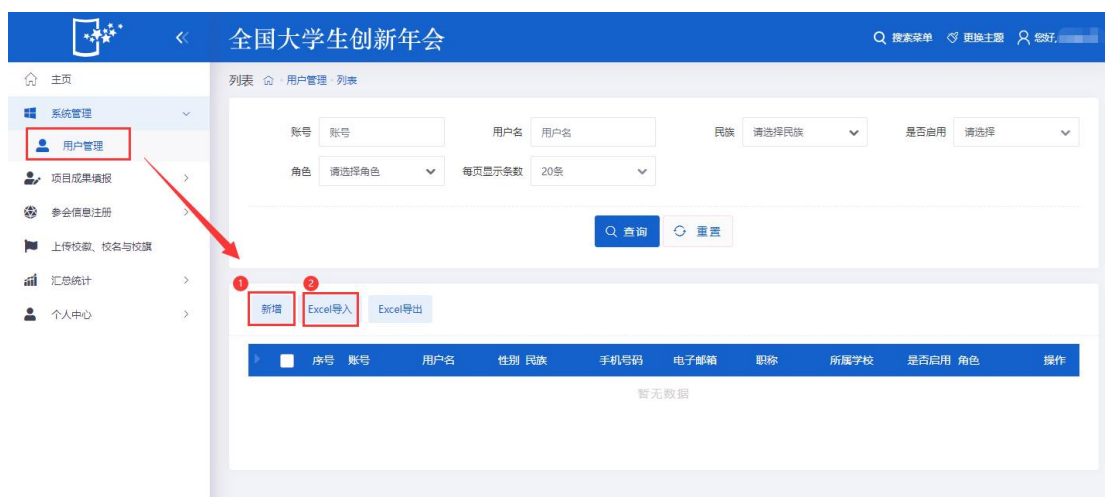 全国大学生创新年会
搜索菜单 更换主题 您好,
主页
系统管理
用户管理
项目成果填报
参会信息注册
上传校徽、校名与校旗
汇总统计
个人中心
列表 用户管理 列表
账号 账号 用户名 用户名 民族 请选择民族 是否启用 请选择
角色 请选择角色 每页显示条数 20条
查询 重置
1 2
新增 Excel导入 Excel导出
序号 账号 用户名 性别 民族 手机号码 电子邮箱 职称 所属学校 是否启用 角色 操作
暂无数据